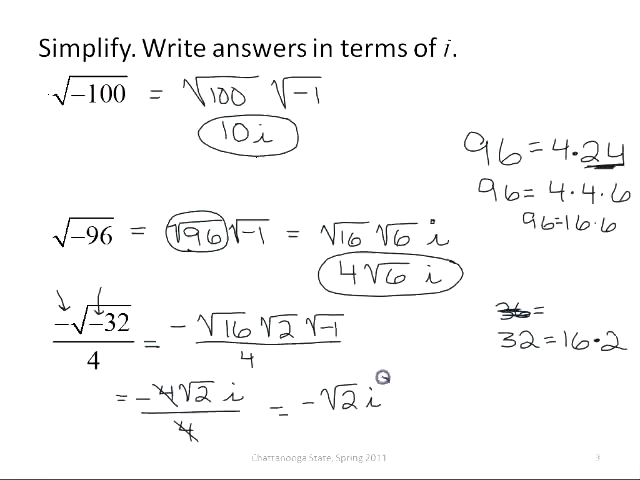 Simplify. Write answers in terms of i.
√-100 = √100 √-1
10i
96 = 4·24
96 = 4·4·6
96=16·6
√-96 = √96 √-1 = √16 √6 i
4√6 i
-√-32 / 4 = -√16 √2 √-1 / 4
36 =
32 = 16·2
= -4√2 i / 4 = -√2 i
Chattanooga State, Spring 2011
3